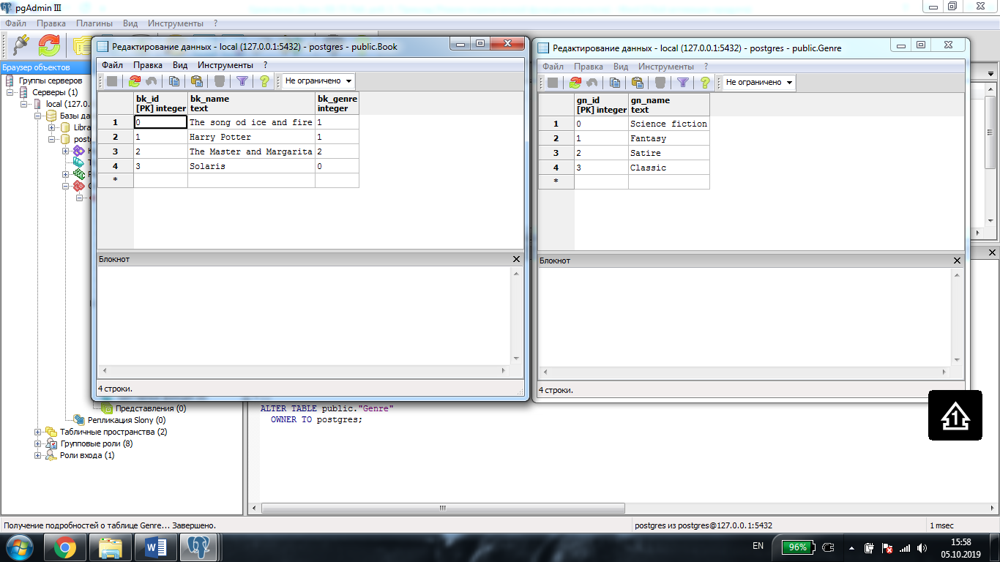 pgAdmin III
Файл Правка Плагины Вид Инструменты ?
Браузер объектов
Группы серверов
Серверы (1)
local (127.0.
Базы да
Libra
post
Представления (0)
Репликация Slony (0)
Табличные пространства (2)
Групповые роли (8)
Роли входа (1)
Редактирование данных - local (127.0.0.1:5432) - postgres - public.Book
Файл Правка Вид Инструменты ?
Не ограничено
bk_id bk_name bk_genre
[PK] integer text integer
1 0 The song od ice and fire 1
2 1 Harry Potter 1
3 2 The Master and Margarita 2
4 3 Solaris 0
*
Блокнот
4 строки.
Редактирование данных - local (127.0.0.1:5432) - postgres - public.Genre
Файл Правка Вид Инструменты ?
Не ограничено
gn_id gn_name
[PK] integer text
1 0 Science fiction
2 1 Fantasy
3 2 Satire
4 3 Classic
*
Блокнот
4 строки.
ALTER TABLE public."Genre"
OWNER TO postgres;
1
Получение подробностей о таблице Genre... Завершено.
postgres из postgres@127.0.0.1:5432
1 msec
EN
96%
15:58
05.10.2019